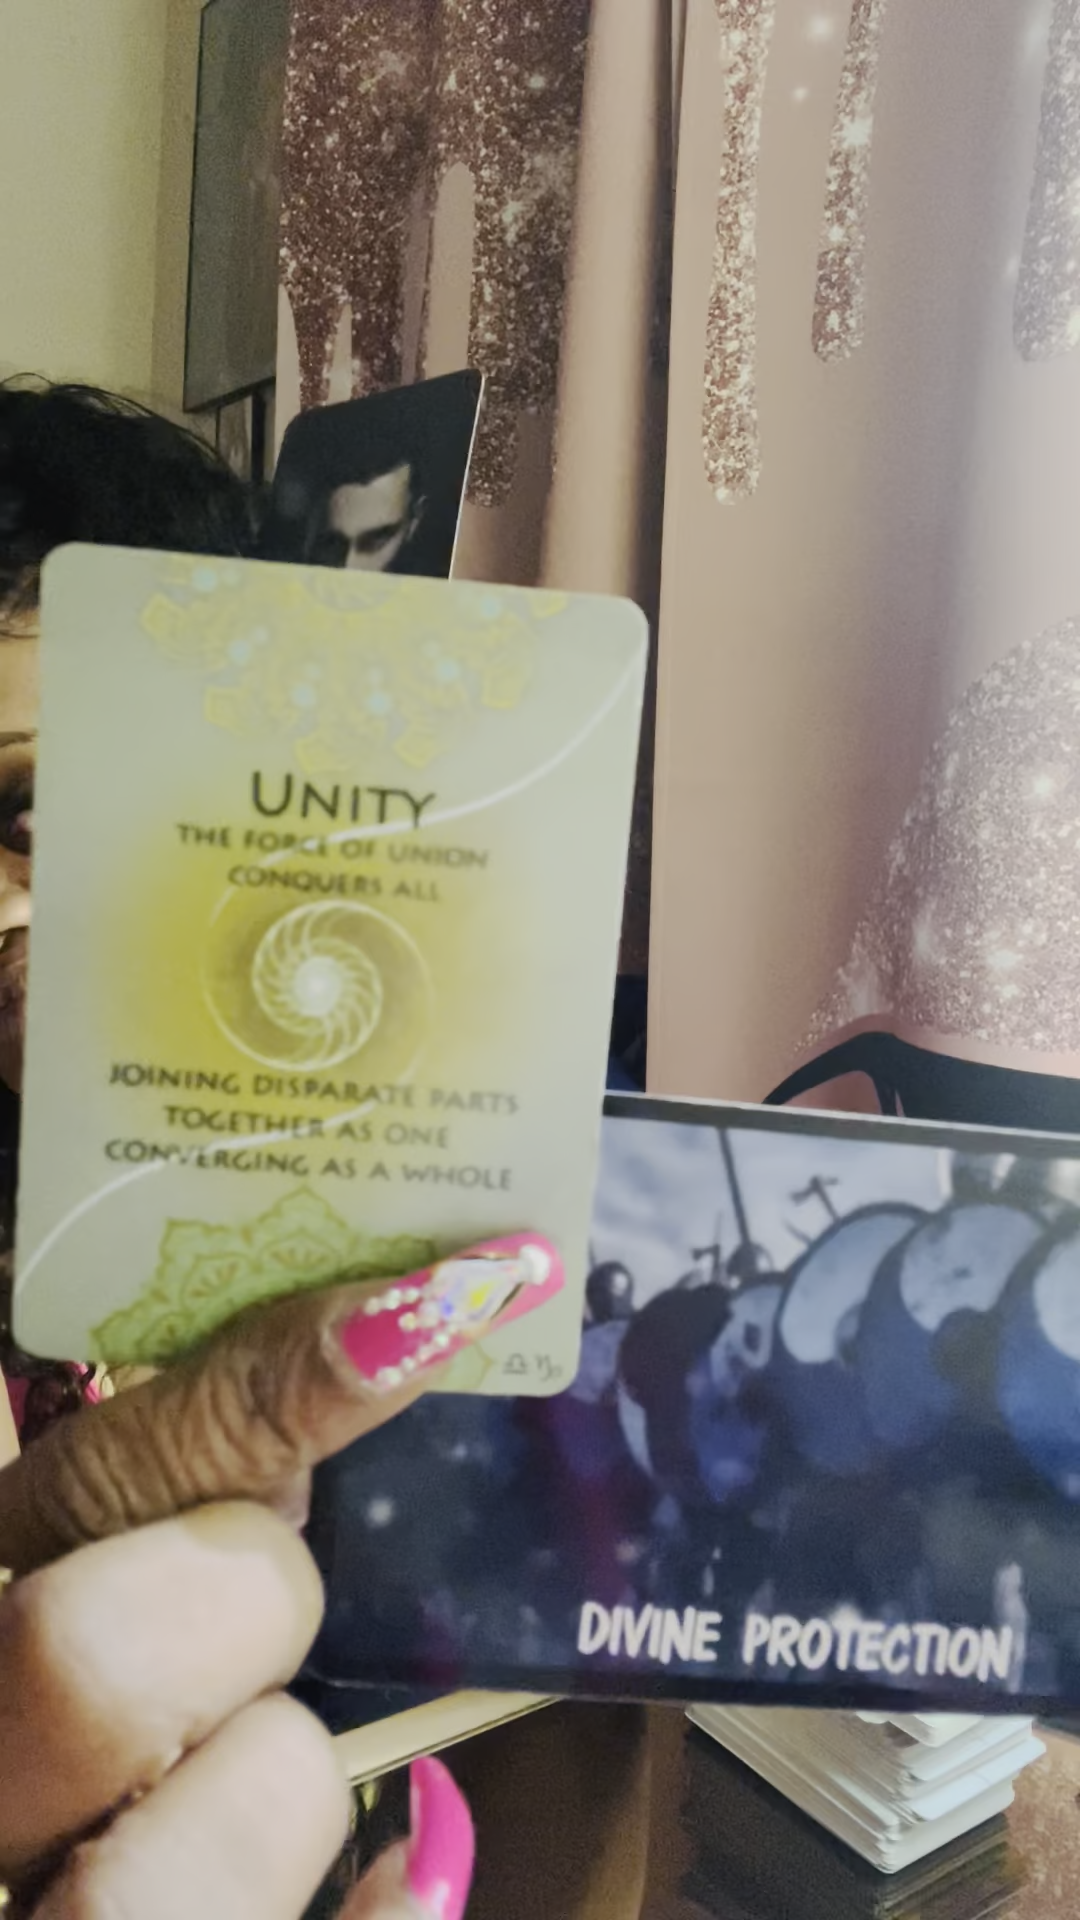 UNITY
THE FORCE OF UNION
CONQUERS ALL
JOINING DISPARATE PARTS
TOGETHER AS ONE
CONVERGING AS A WHOLE
♎ ♑
DIVINE PROTECTION